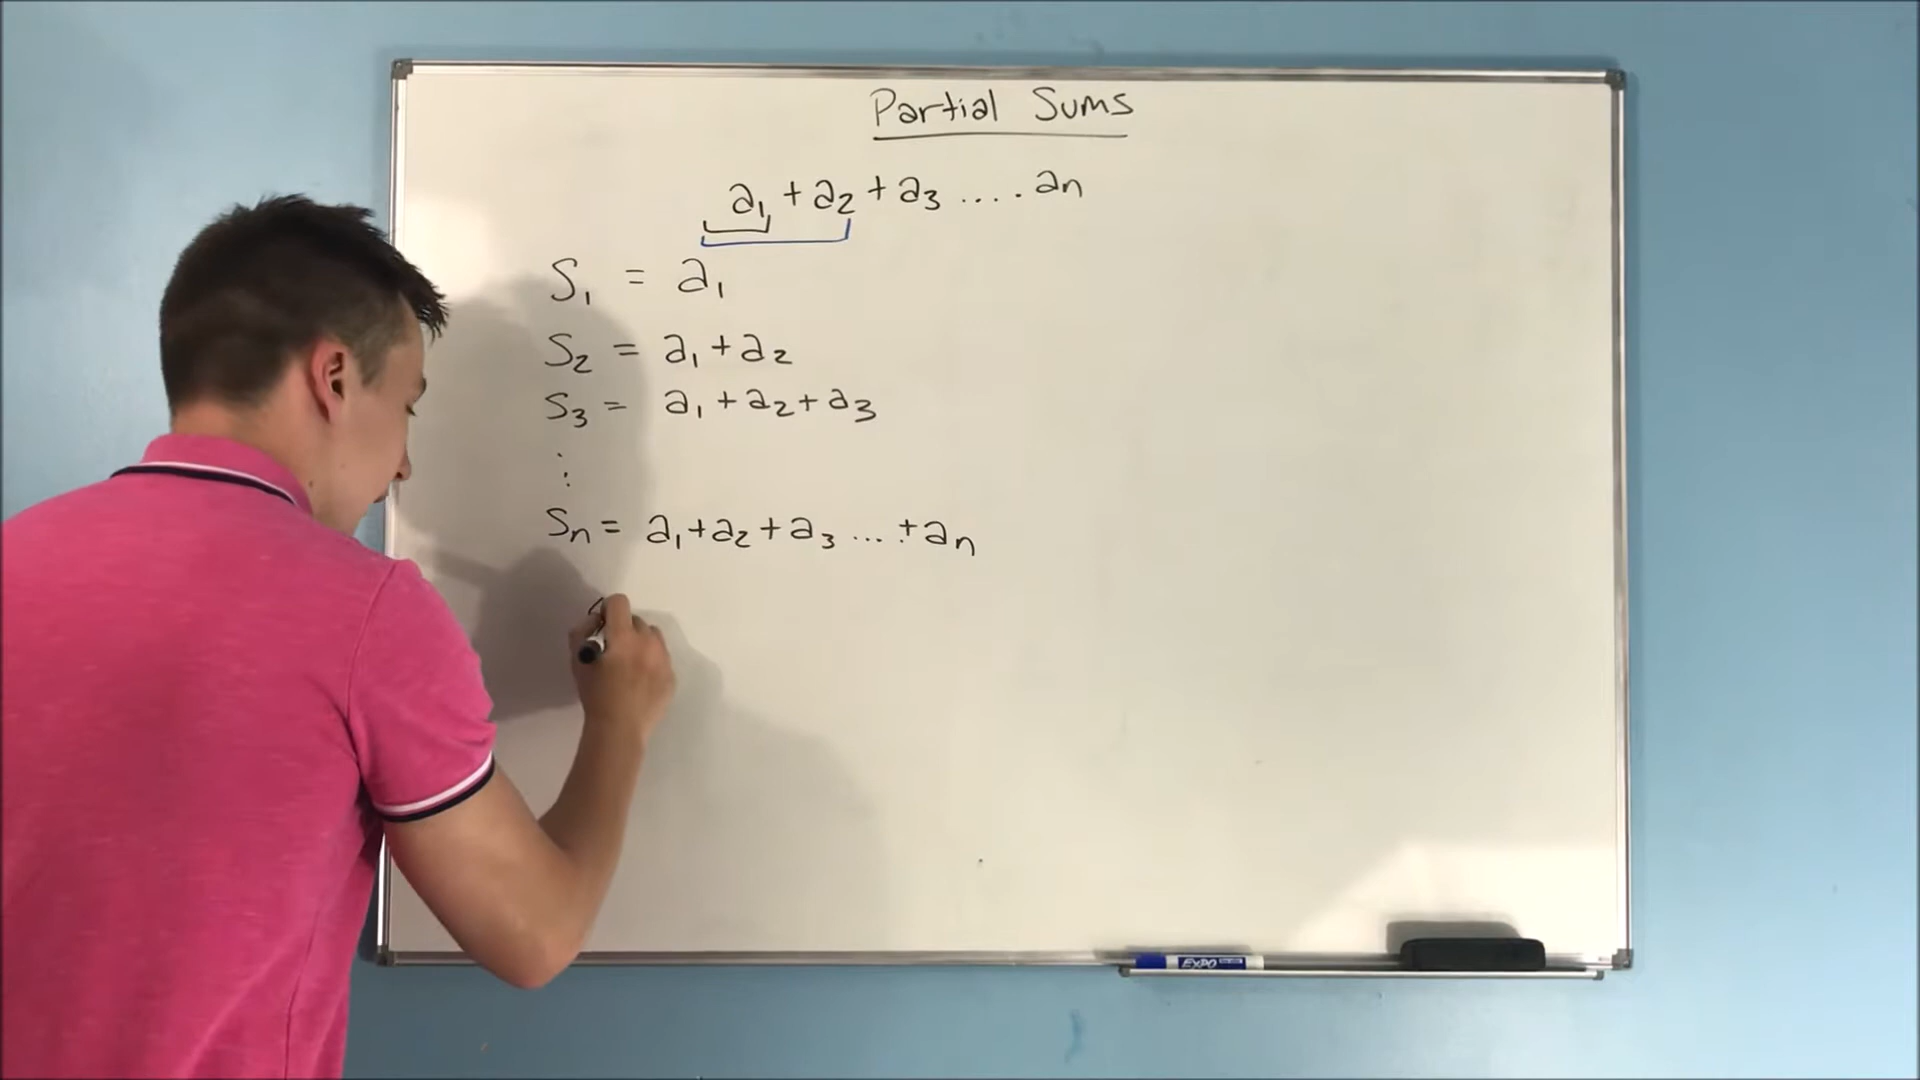 Partial Sums
a₁ + a₂ + a₃ .... aₙ
S₁ = a₁
S₂ = a₁ + a₂
S₃ = a₁ + a₂ + a₃
⋮
Sₙ = a₁ + a₂ + a₃ ... + aₙ
EXPO